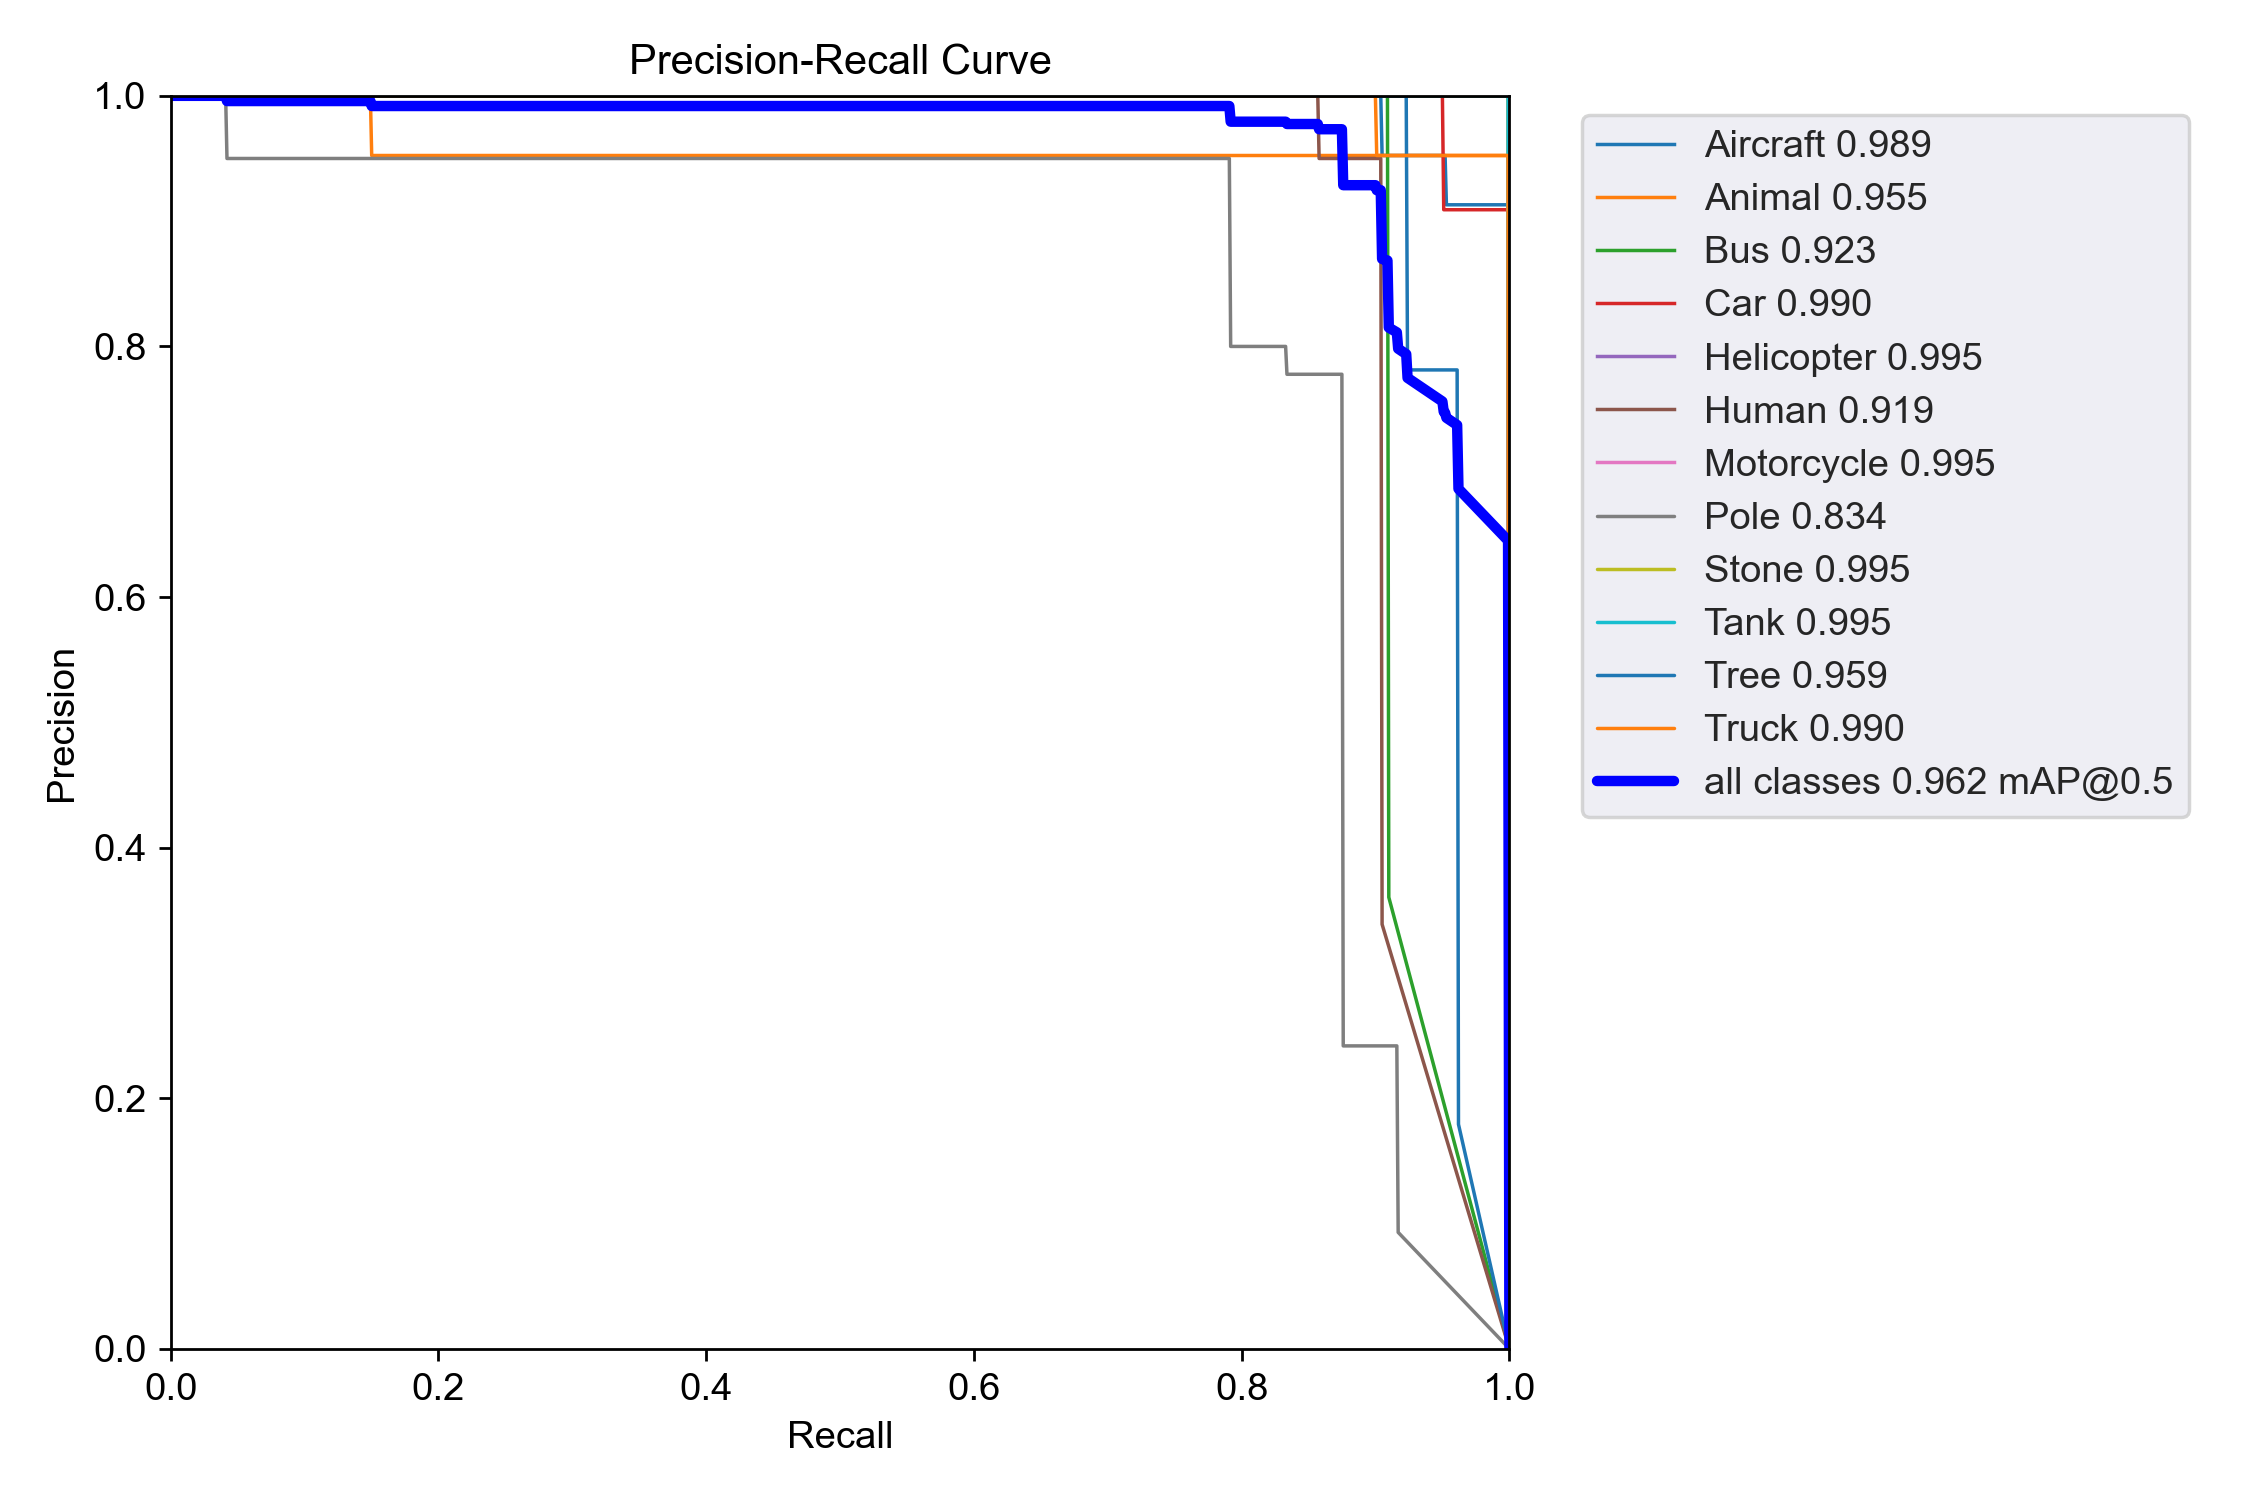 Precision-Recall Curve
1.0
0.8
0.6
0.4
0.2
0.0
Precision
0.0 0.2 0.4 0.6 0.8 1.0
Recall
Aircraft 0.989
Animal 0.955
Bus 0.923
Car 0.990
Helicopter 0.995
Human 0.919
Motorcycle 0.995
Pole 0.834
Stone 0.995
Tank 0.995
Tree 0.959
Truck 0.990
all classes 0.962 mAP@0.5